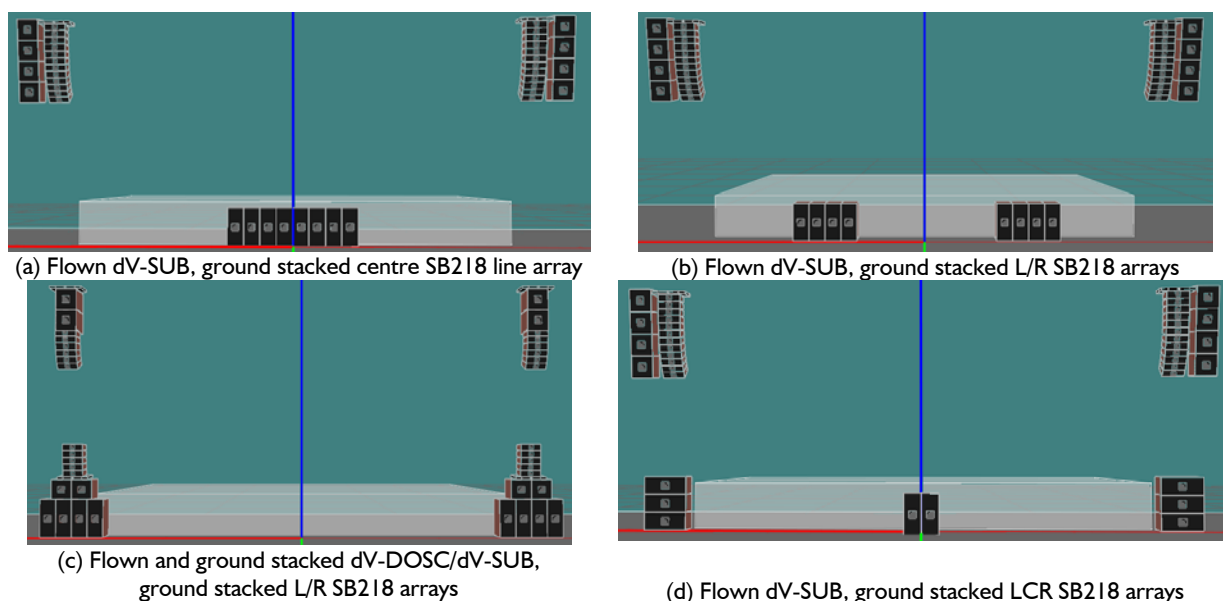 (a) Flown dV-SUB, ground stacked centre SB218 line array
(b) Flown dV-SUB, ground stacked L/R SB218 arrays
(c) Flown and ground stacked dV-DOSC/dV-SUB,
ground stacked L/R SB218 arrays
(d) Flown dV-SUB, ground stacked LCR SB218 arrays